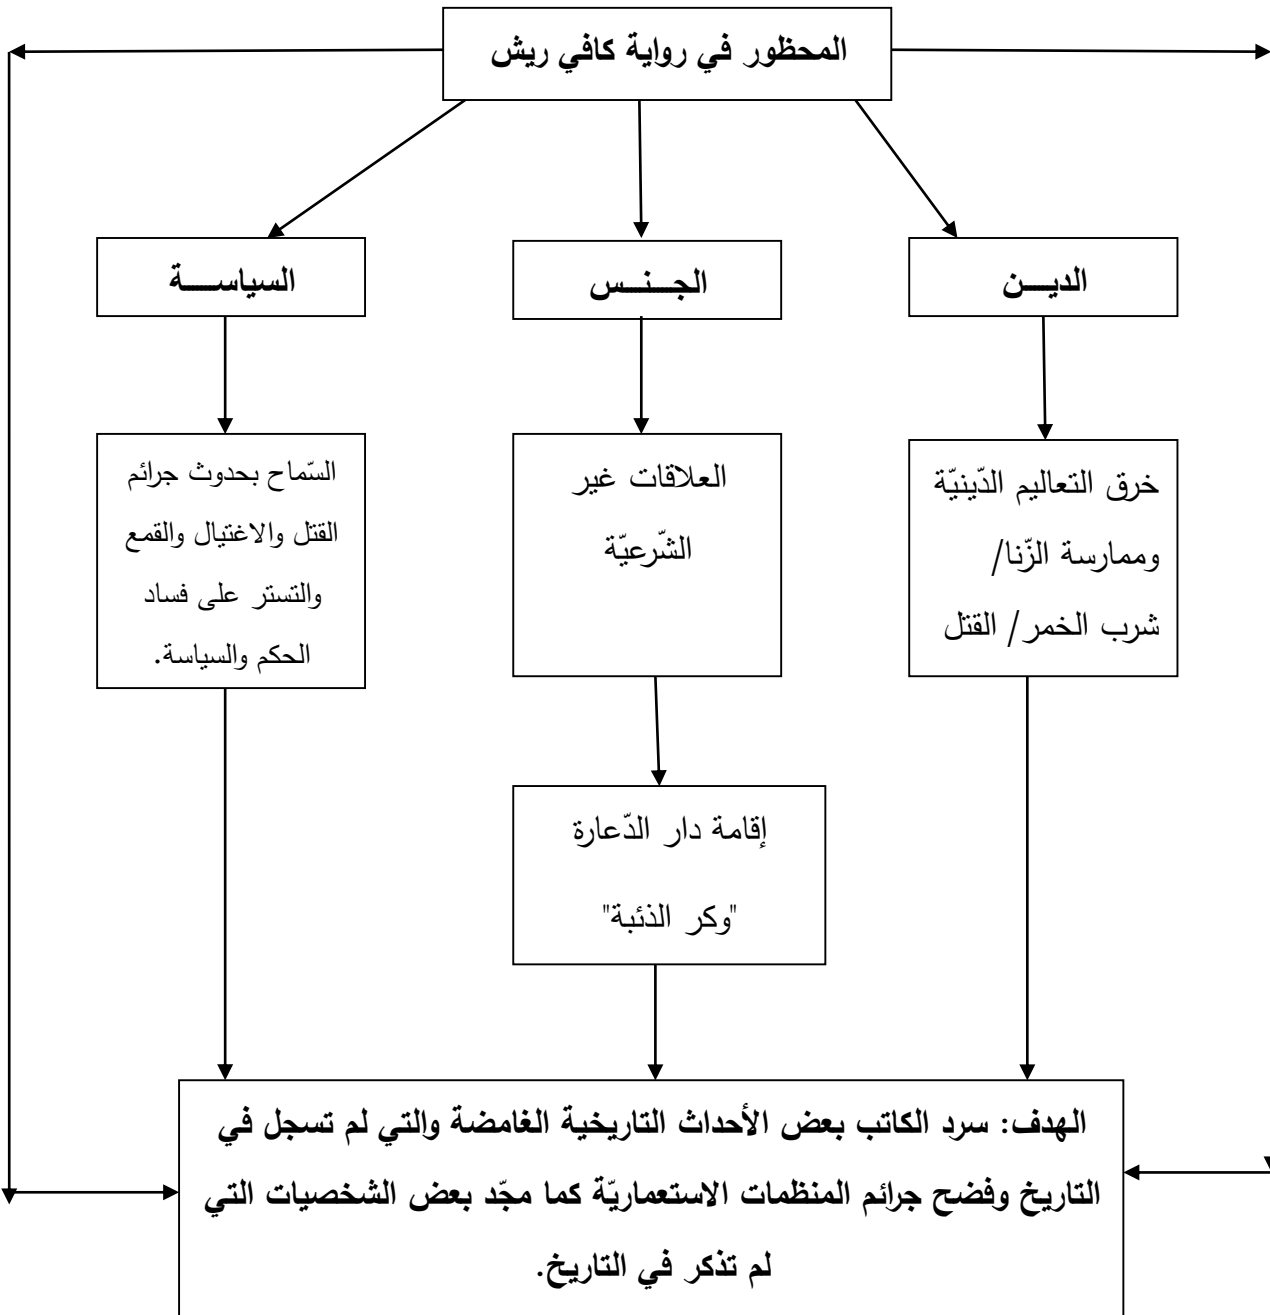 المحظور في رواية كافي ريش
الديـــن
الجـــنـــس
السياســـة
خرق التعاليم الدّينيّة
وممارسة الزّنا/
شرب الخمر/ القتل
العلاقات غير
الشّرعيّة
السّماح بحدوث جرائم
القتل والاغتيال والقمع
والتستر على فساد
الحكم والسياسة.
إقامة دار الدّعارة
"وكر الذئبة"
الهدف: سرد الكاتب بعض الأحداث التاريخية الغامضة والتي لم تسجل في
التاريخ وفضح جرائم المنظمات الاستعماريّة كما مجّد بعض الشخصيات التي
لم تذكر في التاريخ.